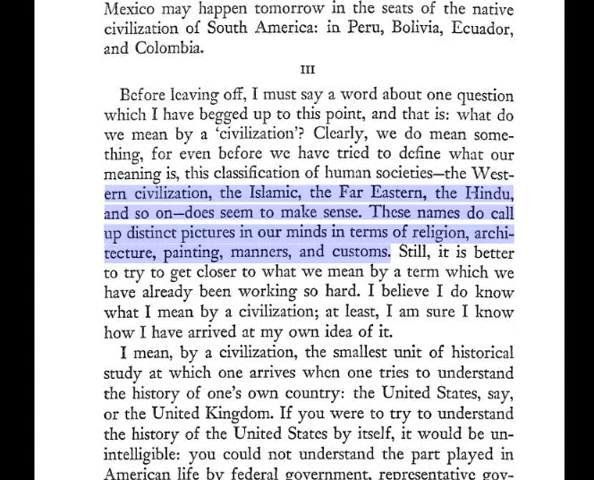 Mexico may happen tomorrow in the seats of the native
civilization of South America: in Peru, Bolivia, Ecuador,
and Colombia.
III
Before leaving off, I must say a word about one question
which I have begged up to this point, and that is: what do
we mean by a ‘civilization’? Clearly, we do mean some-
thing, for even before we have tried to define what our
meaning is, this classification of human societies—the West-
ern civilization, the Islamic, the Far Eastern, the Hindu,
and so on—does seem to make sense. These names do call
up distinct pictures in our minds in terms of religion, archi-
tecture, painting, manners, and customs. Still, it is better
to try to get closer to what we mean by a term which we
have already been working so hard. I believe I do know
what I mean by a civilization; at least, I am sure I know
how I have arrived at my own idea of it.
I mean, by a civilization, the smallest unit of historical
study at which one arrives when one tries to understand
the history of one’s own country: the United States, say,
or the United Kingdom. If you were to try to understand
the history of the United States by itself, it would be un-
intelligible: you could not understand the part played in
American life by federal government, representative gov-